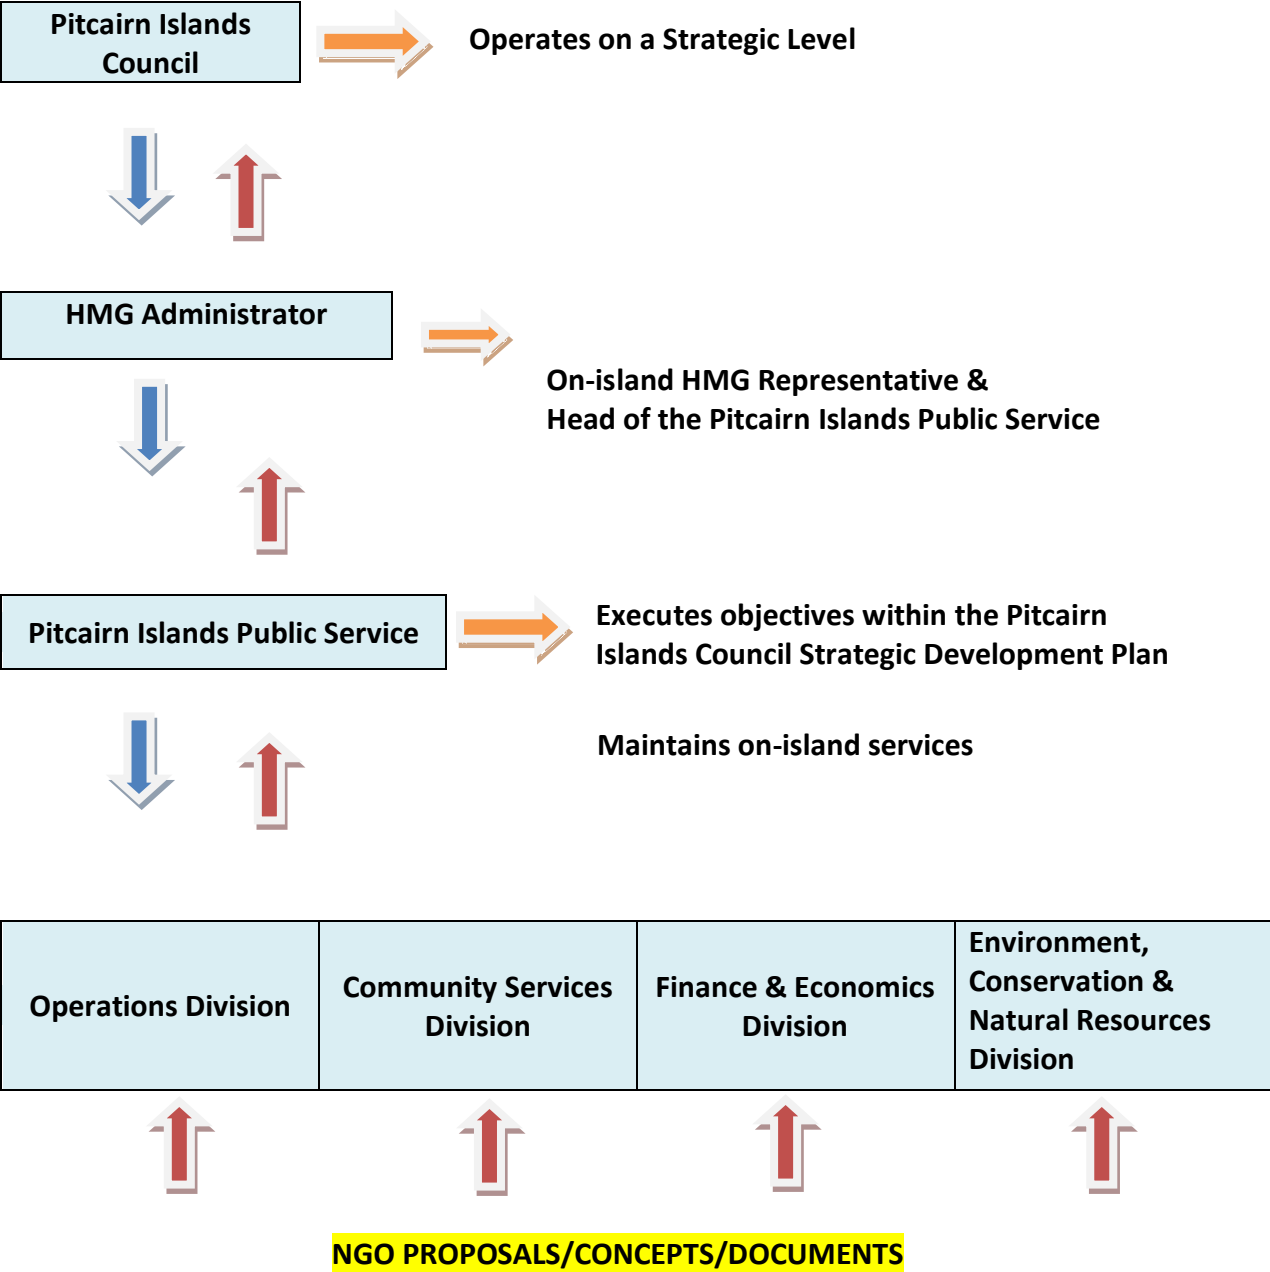 Pitcairn Islands
Council
Operates on a Strategic Level
HMG Administrator
On-island HMG Representative &
Head of the Pitcairn Islands Public Service
Pitcairn Islands Public Service
Executes objectives within the Pitcairn
Islands Council Strategic Development Plan
Maintains on-island services
Operations Division
Community Services
Division
Finance & Economics
Division
Environment,
Conservation &
Natural Resources
Division
NGO PROPOSALS/CONCEPTS/DOCUMENTS